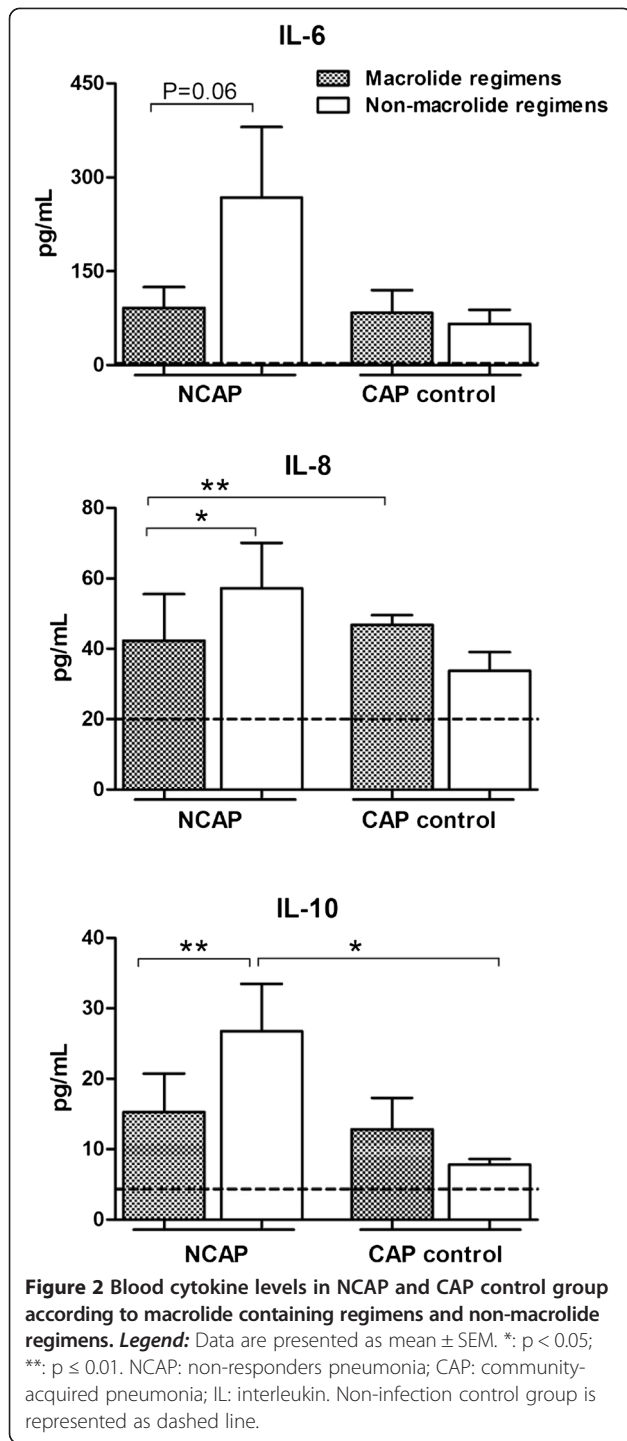 IL-6
450
300
150
0
pg/mL
P=0.06
Macrolide regimens
Non-macrolide regimens
NCAP
CAP control
IL-8
80
60
40
20
0
pg/mL
**
*
NCAP
CAP control
IL-10
40
30
20
10
0
pg/mL
**
*
NCAP
CAP control
Figure 2 Blood cytokine levels in NCAP and CAP control group
according to macrolide containing regimens and non-macrolide
regimens. Legend: Data are presented as mean ± SEM. *: p < 0.05;
**: p ≤ 0.01. NCAP: non-responders pneumonia; CAP: community-
acquired pneumonia; IL: interleukin. Non-infection control group is
represented as dashed line.